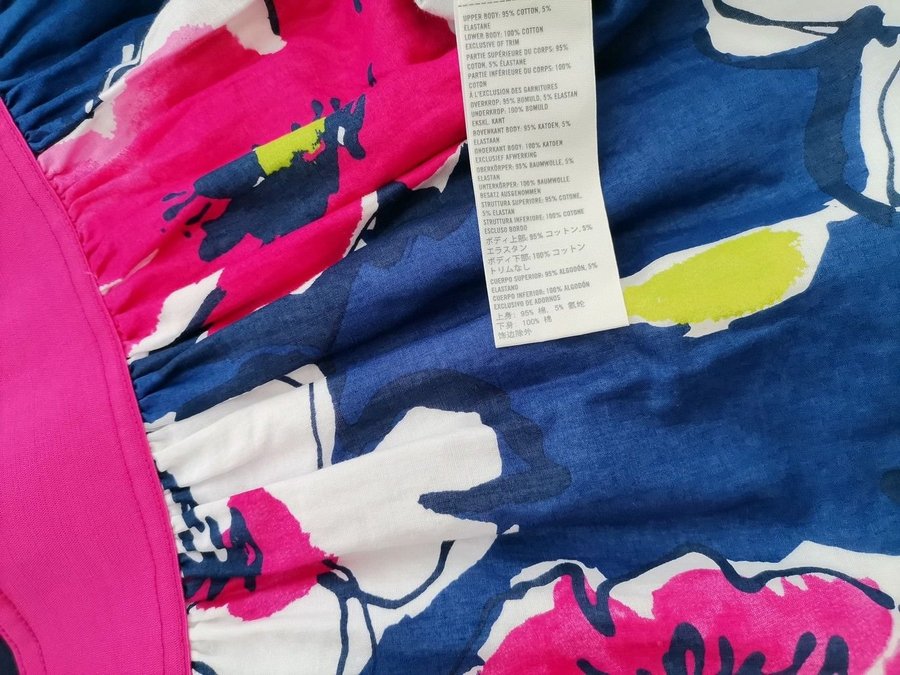 UPPER BODY: 95% COTTON, 5%
ELASTANE
LOWER BODY: 100% COTTON
EXCLUSIVE OF TRIM
PARTIE SUPÉRIEURE DU CORPS: 95%
COTON, 5% ÉLASTANE
PARTIE INFÉRIEURE DU CORPS: 100%
COTON
À L'EXCLUSION DES GARNITURES
OVERKROP: 95% BOMULD, 5% ELASTAN
UNDERKROP: 100% BOMULD
EKSKL. KANT
BOVENKANT BODY: 95% KATOEN, 5%
ELASTAAN
ONDERKANT BODY: 100% KATOEN
EXCLUSIEF AFWERKING
OBERKÖRPER: 95% BAUMWOLLE, 5%
ELASTAN
UNTERKÖRPER: 100% BAUMWOLLE
BESATZ AUSGENOMMEN
STRUTTURA SUPERIORE: 95% COTONE,
5% ELASTAN
STRUTTURA INFERIORE: 100% COTONE
ESCLUSO BORDO
ボディ上部: 95% コットン, 5%
エラスタン
ボディ下部: 100% コットン
トリムなし
CUERPO SUPERIOR: 95% ALGODÓN, 5%
ELASTANO
CUERPO INFERIOR: 100% ALGODÓN
EXCLUSIVO DE ADORNOS
上身: 95% 棉, 5% 氨纶
下身: 100% 棉
饰边除外